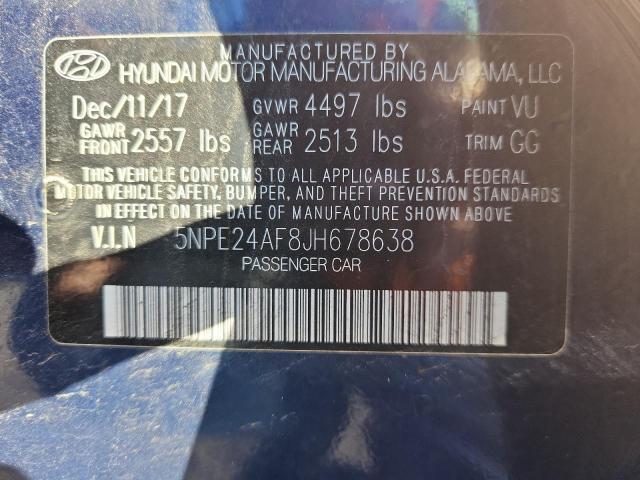 MANUFACTURED BY
HYUNDAI MOTOR MANUFACTURING ALABAMA, LLC
Dec/11/17 GVWR 4497 lbs PAINT VU
GAWR FRONT 2557 lbs GAWR REAR 2513 lbs TRIM GG
THIS VEHICLE CONFORMS TO ALL APPLICABLE U.S.A. FEDERAL
MOTOR VEHICLE SAFETY, BUMPER, AND THEFT PREVENTION STANDARDS
IN EFFECT ON THE DATE OF MANUFACTURE SHOWN ABOVE
V.I.N 5NPE24AF8JH678638
PASSENGER CAR